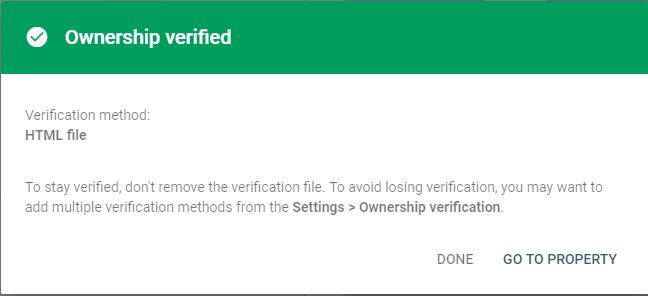 Ownership verified
Verification method:
HTML file
To stay verified, don't remove the verification file. To avoid losing verification, you may want to
add multiple verification methods from the Settings > Ownership verification.
DONE GO TO PROPERTY